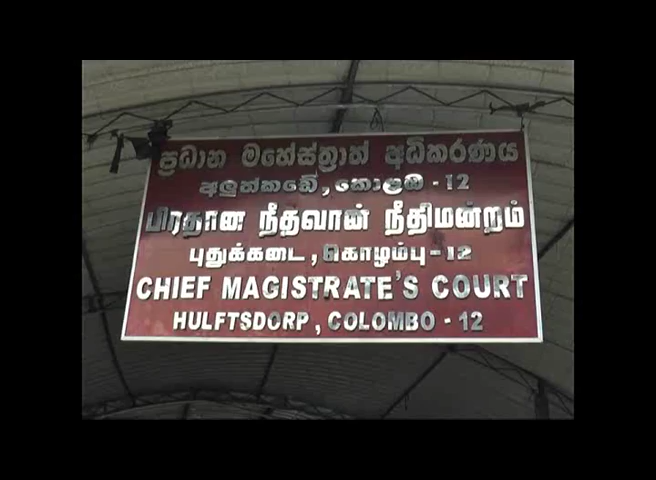 ප්‍රධාන මහේස්ත්‍රාත් අධිකරණය
අලුත්කඩේ, කොළඹ - 12
பிரதான நீதவான் நீதிமன்றம்
புதுக்கடை, கொழும்பு - 12
CHIEF MAGISTRATE'S COURT
HULFTSDORP, COLOMBO - 12